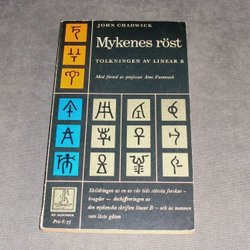 JOHN CHADWICK
Mykenes röst
TOLKNINGEN AV LINEAR B
Med förord av professor Arne Furumark
Skildringen av en av vår tids största forskar-
bragder — dechiffreringen av
den mykenska skriften linear B — och av mannen
som löste gåtan